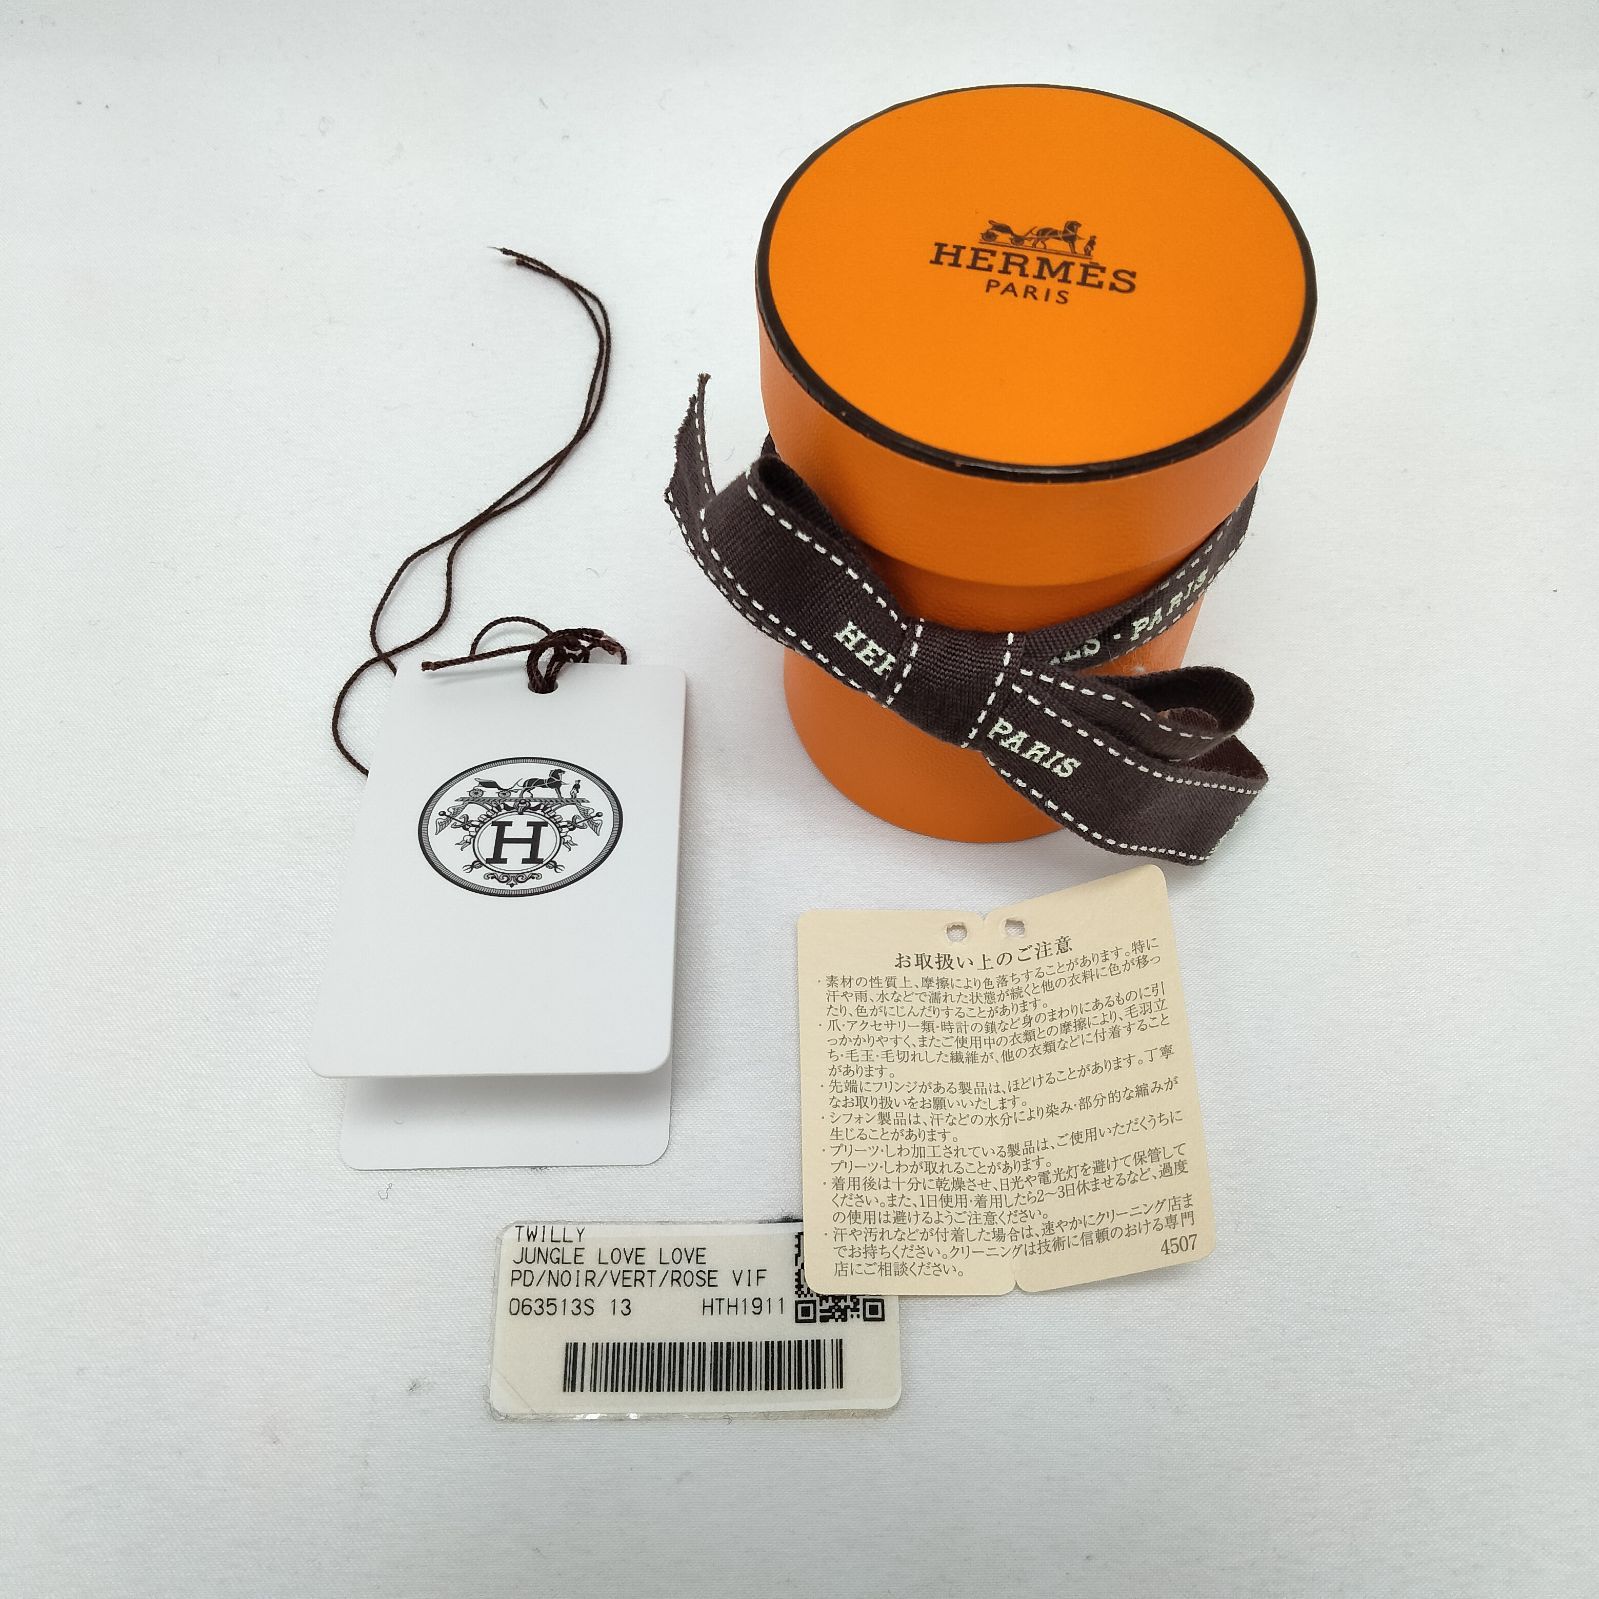 HERMÈS
PARIS
HER
ES - PARIS
PARIS
H
お取扱い上のご注意
・素材の性質上、摩擦により色落ちすることがあります。特に
汗や雨、水などで濡れた状態が続くと他の衣料に色が移っ
たり、色がにじんだりすることがあります。
・爪・アクセサリー類・時計の鎖など身のまわりにあるものに引
っかかりやすく、またご使用中の衣類との摩擦により、毛羽立
ち・毛玉・毛切れした繊維が、他の衣類などに付着すること
があります。
・先端にフリンジがある製品は、ほどけることがあります。丁寧
なお取り扱いをお願いいたします。
・シフォン製品は、汗などの水分により染み・部分的な縮みが
生じることがあります。
・プリーツ・しわ加工されている製品は、ご使用いただくうちに
プリーツ・しわが取れることがあります。
・着用後は十分に乾燥させ、日光や電光灯を避けて保管して
ください。また、1日使用・着用したら2〜3日休ませるなど、過度
の使用は避けるようご注意ください。
・汗や汚れなどが付着した場合は、速やかにクリーニング店ま
でお持ちください。クリーニングは技術に信頼のおける専門
店にご相談ください。
4507
TWILLY
JUNGLE LOVE LOVE
PD/NOIR/VERT/ROSE VIF
063513S 13 HTH1911